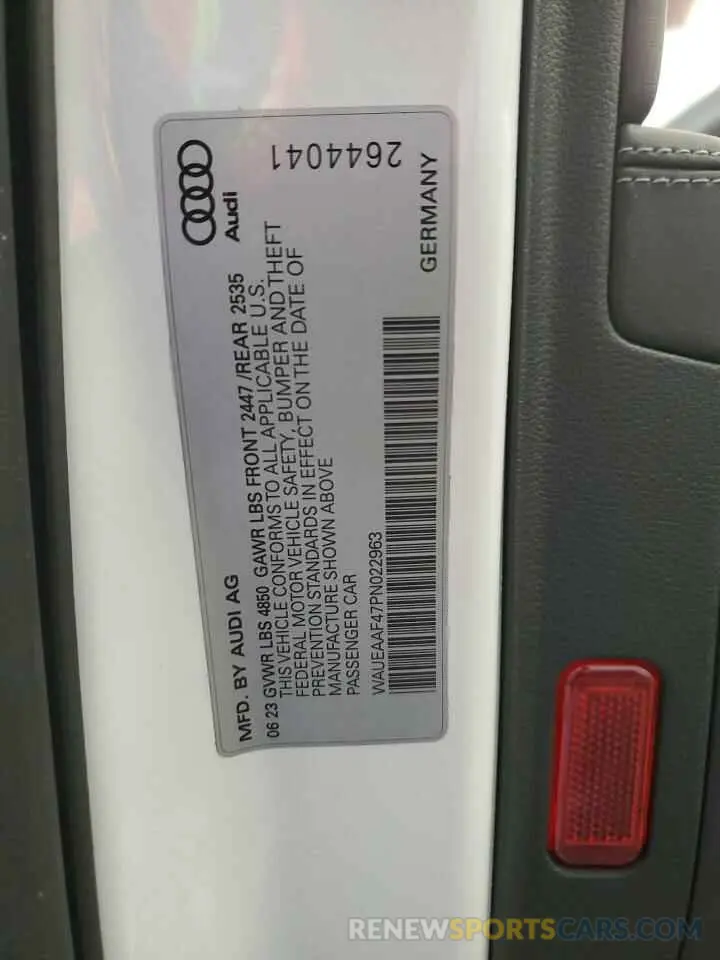 Audi
2644041
MFD. BY AUDI AG
06 23 GVWR LBS 4850 GAWR LBS FRONT 2447 /REAR 2535
THIS VEHICLE CONFORMS TO ALL APPLICABLE U.S.
FEDERAL MOTOR VEHICLE SAFETY, BUMPER AND THEFT
PREVENTION STANDARDS IN EFFECT ON THE DATE OF
MANUFACTURE SHOWN ABOVE
PASSENGER CAR
WAUEAAF47PN022963
GERMANY
RENEWSPORTSCARS.COM